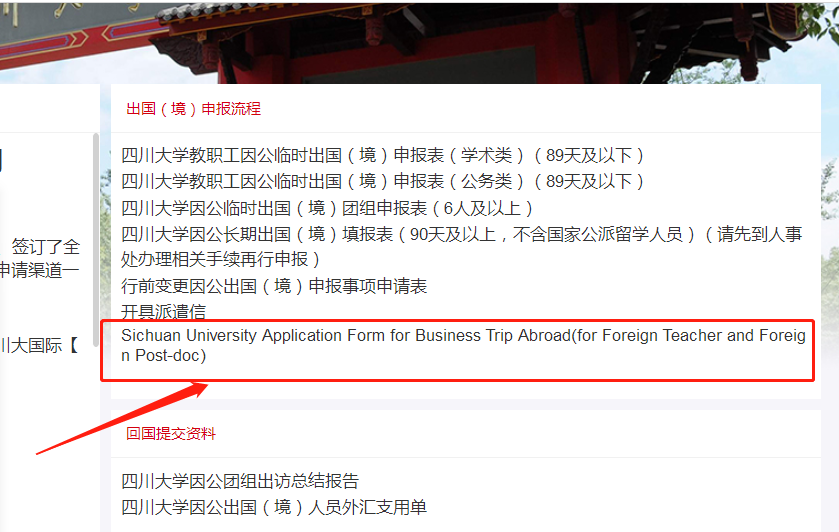 出国（境）申报流程
四川大学教职工因公临时出国（境）申报表（学术类）（89天及以下）
四川大学教职工因公临时出国（境）申报表（公务类）（89天及以下）
四川大学因公临时出国（境）团组申报表（6人及以上）
四川大学因公长期出国（境）填报表（90天及以上，不含国家公派留学人员）（请先到人事
处办理相关手续再行申报）
行前变更因公出国（境）申报事项申请表
开具派遣信
Sichuan University Application Form for Business Trip Abroad(for Foreign Teacher and Foreig
n Post-doc)
签订了全
申请渠道一
川大国际【
回国提交资料
四川大学因公团组出访总结报告
四川大学因公出国（境）人员外汇支用单